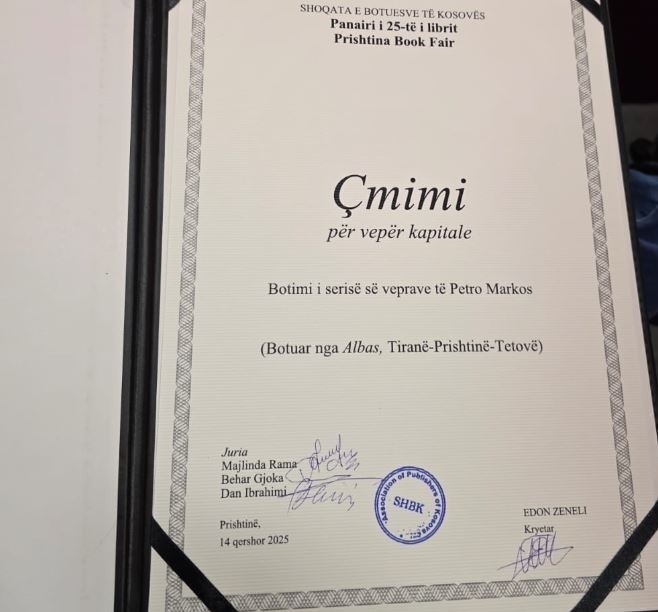 SHOQATA E BOTUESVE TË KOSOVËS
Panairi i 25-të i librit
Prishtina Book Fair
Çmimi
për vepër kapitale
Botimi i serisë së veprave të Petro Markos
(Botuar nga Albas, Tiranë-Prishtinë-Tetovë)
Juria
Majlinda Rama
Behar Gjoka
Dan Ibrahimi
Prishtinë,
14 qershor 2025
Association of Publishers of Kosova
SHBK
EDON ZENELI
Kryetar